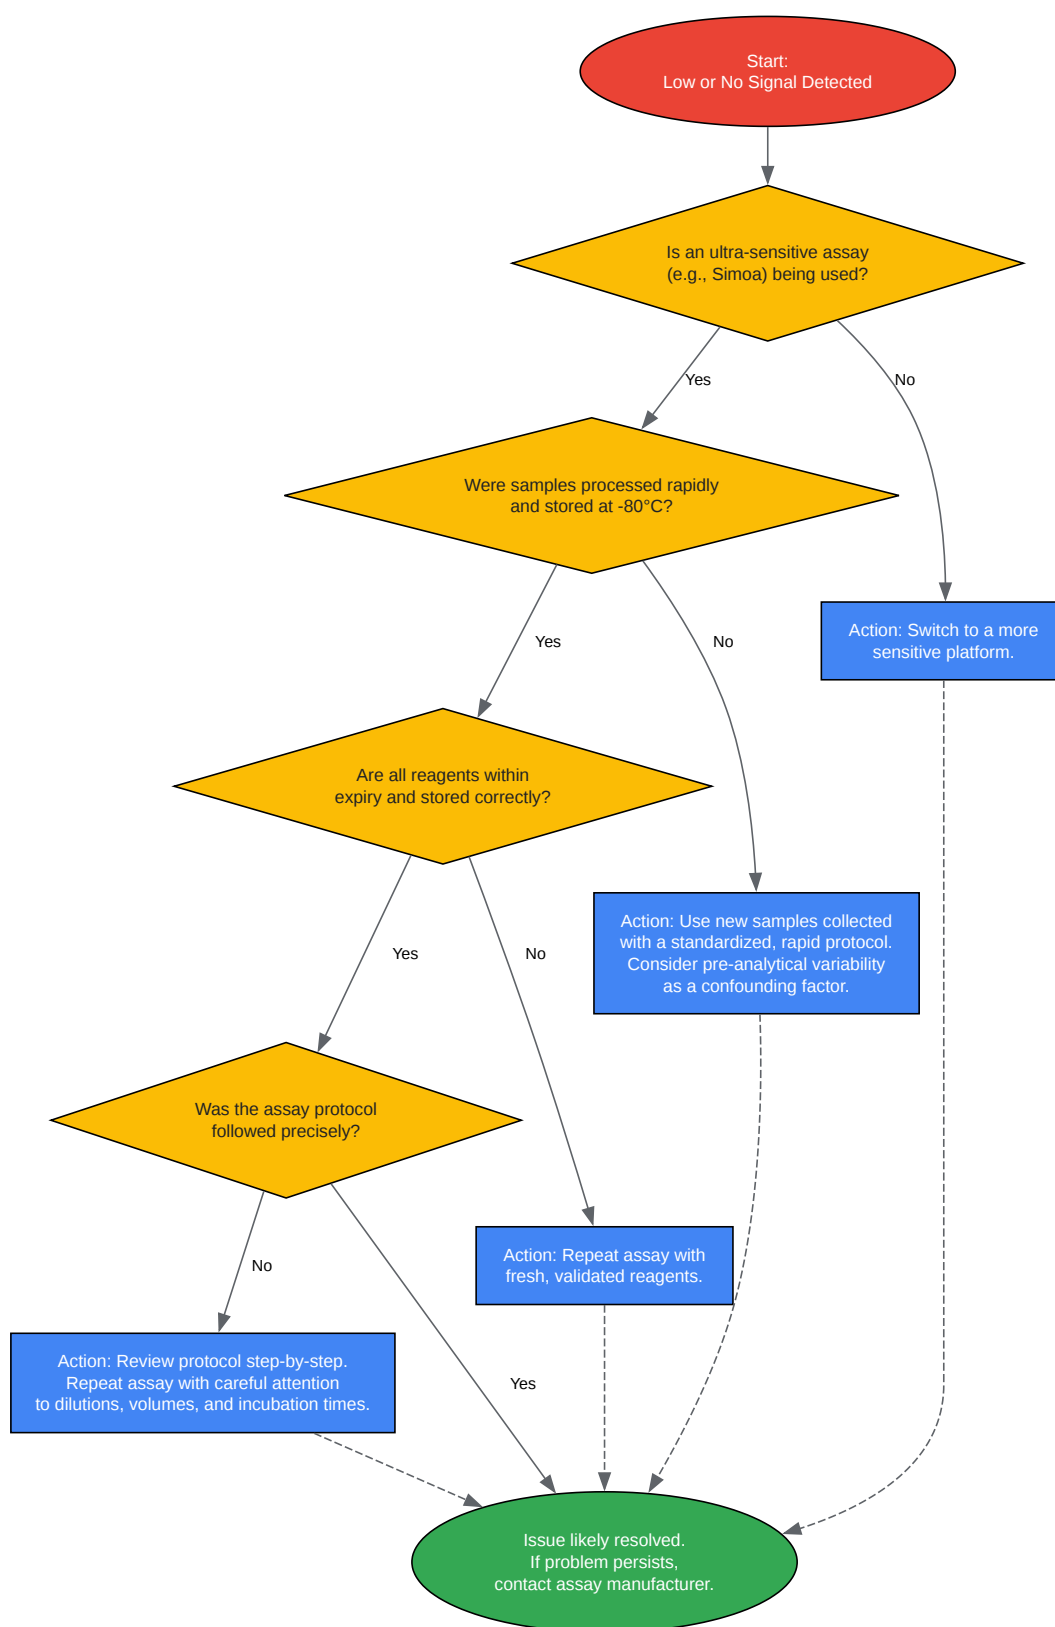 Start:
Low or No Signal Detected
Is an ultra-sensitive assay
(e.g., Simoa) being used?
Yes
No
Were samples processed rapidly
and stored at -80°C?
Yes
No
Action: Switch to a more
sensitive platform.
Are all reagents within
expiry and stored correctly?
Yes
No
Action: Use new samples collected
with a standardized, rapid protocol.
Consider pre-analytical variability
as a confounding factor.
Was the assay protocol
followed precisely?
No
Yes
Action: Repeat assay with
fresh, validated reagents.
Action: Review protocol step-by-step.
Repeat assay with careful attention
to dilutions, volumes, and incubation times.
Issue likely resolved.
If problem persists,
contact assay manufacturer.